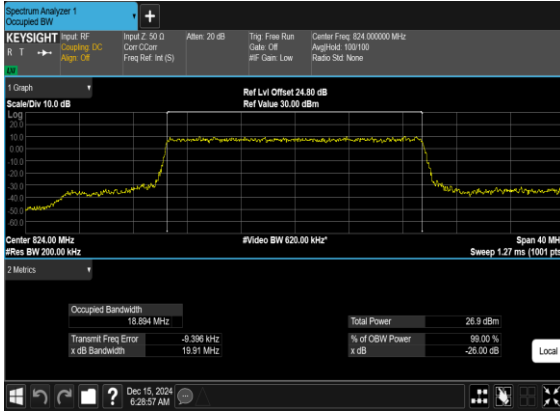 Spectrum Analyzer 1
Occupied BW
+
KEYSIGHT Input: RF Input Z: 50 Ω Atten: 20 dB Trig: Free Run Center Freq: 824.000000 MHz
R T Coupling: DC Corr CCorr Gate: Off Avg|Hold: 100/100
Align: Off Freq Ref: Int (S) #IF Gain: Low Radio Std: None
1 Graph
Ref Lvl Offset 24.80 dB
Scale/Div 10.0 dB Ref Value 30.00 dBm
Log
20.0
10.0
0.00
-10.0
-20.0
-30.0
-40.0
-50.0
-60.0
Center 824.00 MHz #Video BW 620.00 kHz* Span 40 MH
#Res BW 200.00 kHz Sweep 1.27 ms (1001 pts
2 Metrics
Occupied Bandwidth
18.894 MHz Total Power 26.9 dBm
Transmit Freq Error -9.396 kHz % of OBW Power 99.00 %
x dB Bandwidth 19.91 MHz x dB -26.00 dB
Local
? Dec 15, 2024
6:28:57 AM